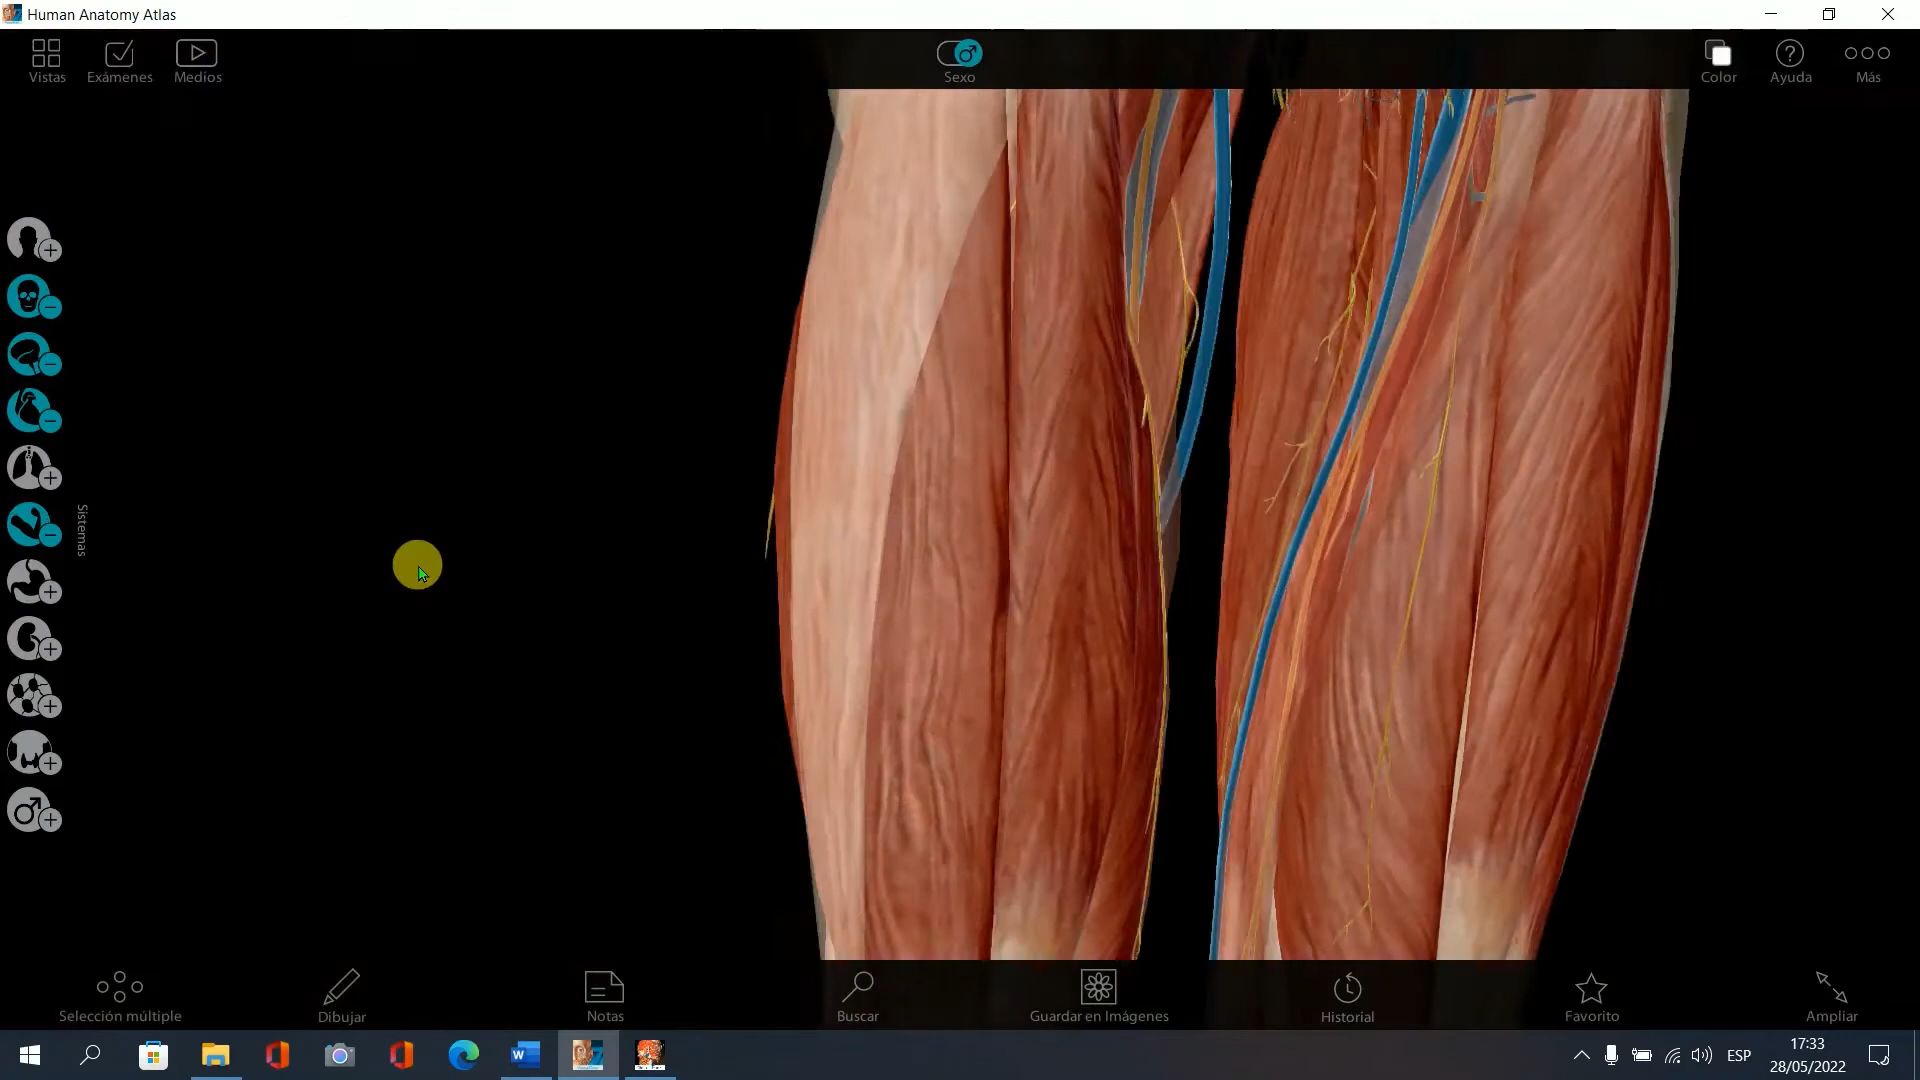 Human Anatomy Atlas
Vistas
Exámenes
Medios
Sexo
Color
Ayuda
Más
Sistemas
Selección múltiple
Dibujar
Notas
Buscar
Guardar en Imágenes
Historial
Favorito
Ampliar
ESP
17:33
28/05/2022